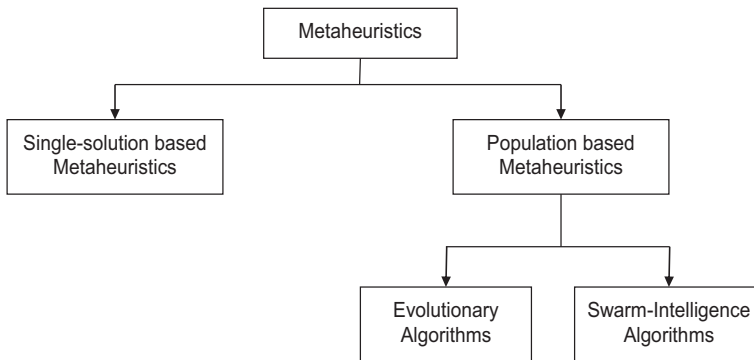 Metaheuristics
Single-solution based
Metaheuristics
Population based
Metaheuristics
Evolutionary
Algorithms
Swarm-Intelligence
Algorithms